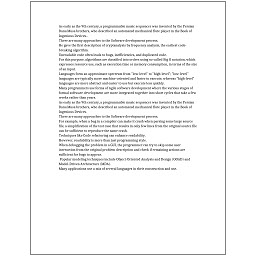 As early as the 9th century, a programmable music sequencer was invented by the Persian
Banu Musa brothers, who described an automated mechanical flute player in the Book of
Ingenious Devices.
There are many approaches to the Software development process.
He gave the first description of cryptanalysis by frequency analysis, the earliest code-
breaking algorithm.
Unreadable code often leads to bugs, inefficiencies, and duplicated code.
For this purpose, algorithms are classified into orders using so-called Big O notation, which
expresses resource use, such as execution time or memory consumption, in terms of the size
of an input.
Languages form an approximate spectrum from "low-level" to "high-level"; "low-level"
languages are typically more machine-oriented and faster to execute, whereas "high-level"
languages are more abstract and easier to use but execute less quickly.
Many programmers use forms of Agile software development where the various stages of
formal software development are more integrated together into short cycles that take a few
weeks rather than years.
As early as the 9th century, a programmable music sequencer was invented by the Persian
Banu Musa brothers, who described an automated mechanical flute player in the Book of
Ingenious Devices.
There are many approaches to the Software development process.
For example, when a bug in a compiler can make it crash when parsing some large source
file, a simplification of the test case that results in only few lines from the original source file
can be sufficient to reproduce the same crash.
Techniques like Code refactoring can enhance readability.
However, readability is more than just programming style.
When debugging the problem in a GUI, the programmer can try to skip some user
interaction from the original problem description and check if remaining actions are
sufficient for bugs to appear.
Popular modeling techniques include Object-Oriented Analysis and Design (OOAD) and
Model-Driven Architecture (MDA).
Many applications use a mix of several languages in their construction and use.